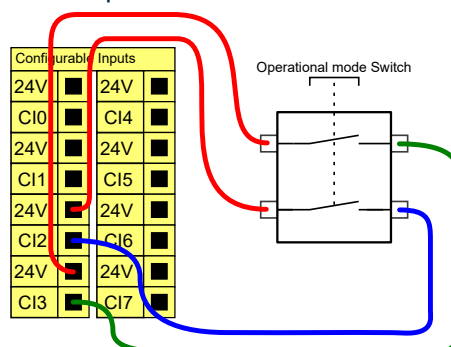 Configurable Inputs
Operational mode Switch
24V 24V
CI0 CI4
24V 24V
CI1 CI5
24V 24V
CI2 CI6
24V 24V
CI3 CI7